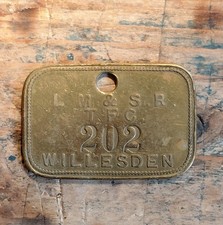 L.M.& S.R
T.F.C.
202
WILLESDEN